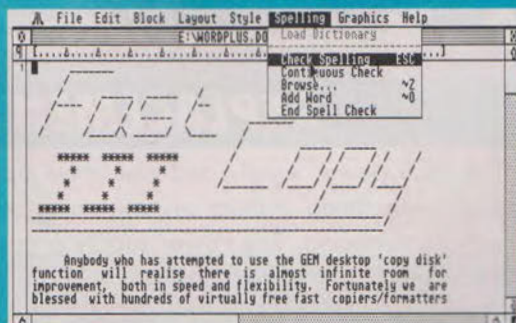 File Edit Block Layout Style Spelling Graphics Help
E:\WORDPLUS.DO
Load Dictionary
Check Spelling ESC
Continuous Check
Browse... ^Z
Add Word ^O
End Spell Check
1
Fast
III Copy
Anybody who has attempted to use the GEM desktop 'copy disk'
function will realise there is almost infinite room for
improvement, both in speed and flexibility. Fortunately we are
blessed with hundreds of virtually free fast copiers/formatters